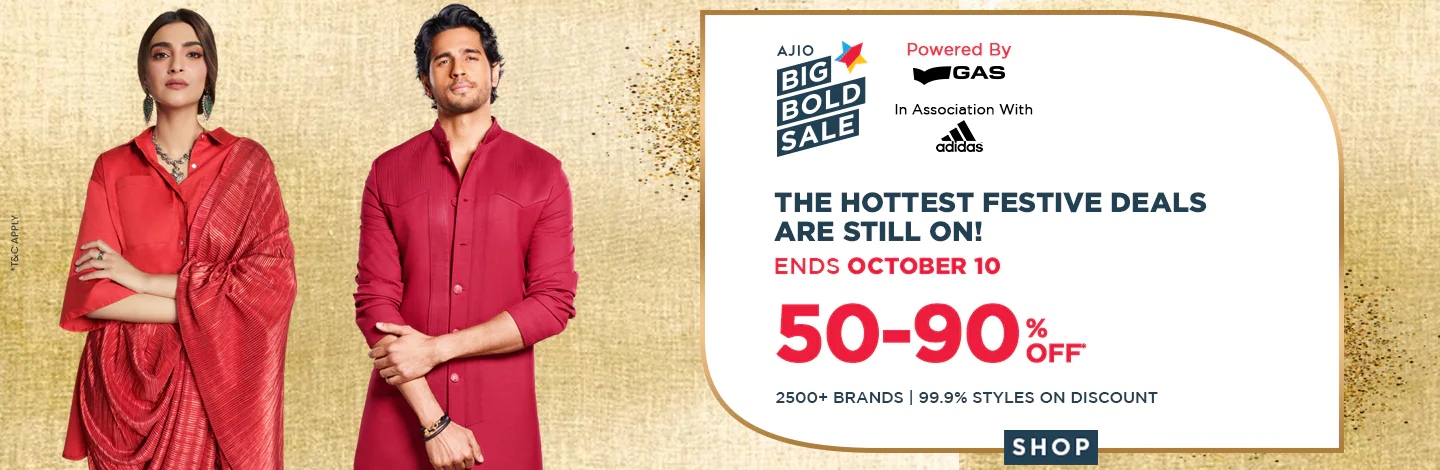 *T&C APPLY
AJIO
BIG
BOLD
SALE
Powered By
GAS
In Association With
adidas
THE HOTTEST FESTIVE DEALS
ARE STILL ON!
ENDS OCTOBER 10
50-90% OFF*
2500+ BRANDS | 99.9% STYLES ON DISCOUNT
SHOP